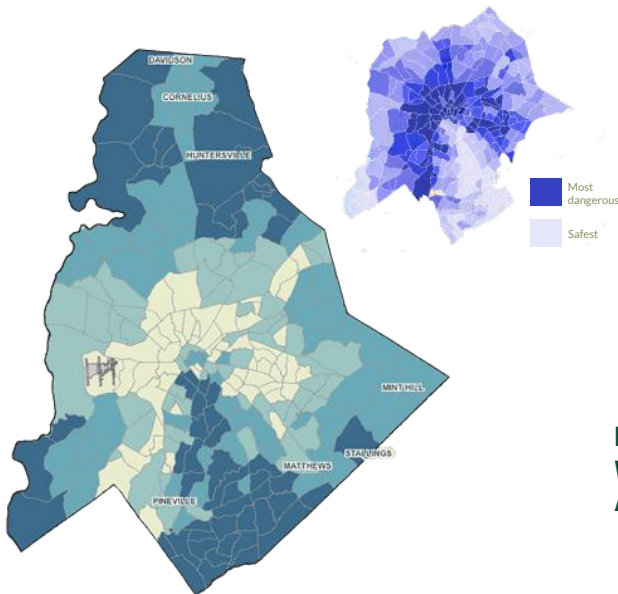 DAVIDSON
CORNELIUS
HUNTERSVILLE
MINT HILL
STALLINGS
MATTHEWS
PINEVILLE
Most
dangerous
Safest